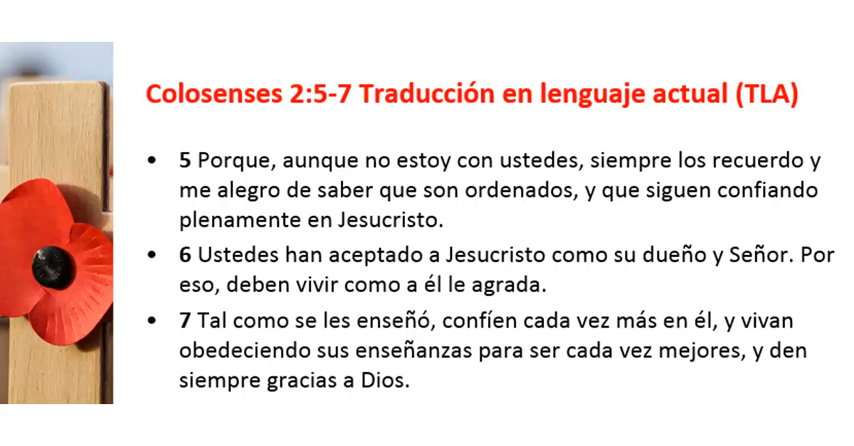 Colosenses 2:5-7 Traducción en lenguaje actual (TLA)
• 5 Porque, aunque no estoy con ustedes, siempre los recuerdo y
me alegro de saber que son ordenados, y que siguen confiando
plenamente en Jesucristo.
• 6 Ustedes han aceptado a Jesucristo como su dueño y Señor. Por
eso, deben vivir como a él le agrada.
• 7 Tal como se les enseñó, confíen cada vez más en él, y vivan
obedeciendo sus enseñanzas para ser cada vez mejores, y den
siempre gracias a Dios.